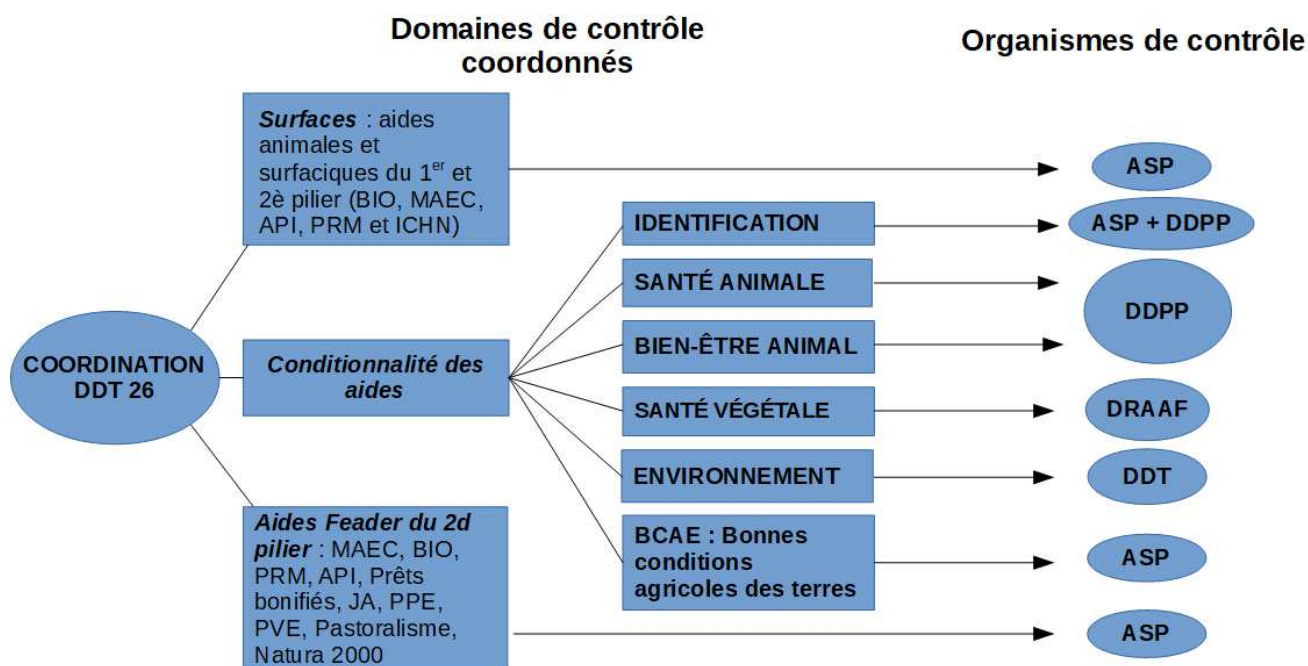 Domaines de contrôle
coordonnés
Organismes de contrôle
Surfaces : aides
animales et
surfaciques du 1er et
2è pilier (BIO, MAEC,
API, PRM et ICHN)
ASP
IDENTIFICATION
ASP + DDPP
SANTÉ ANIMALE
DDPP
BIEN-ÊTRE ANIMAL
COORDINATION
DDT 26
Conditionnalité des
aides
SANTÉ VÉGÉTALE
DRAAF
ENVIRONNEMENT
DDT
BCAE : Bonnes
conditions
agricoles des terres
ASP
Aides Feader du 2d
pilier : MAEC, BIO,
PRM, API, Prêts
bonifiés, JA, PPE,
PVE, Pastoralisme,
Natura 2000
ASP